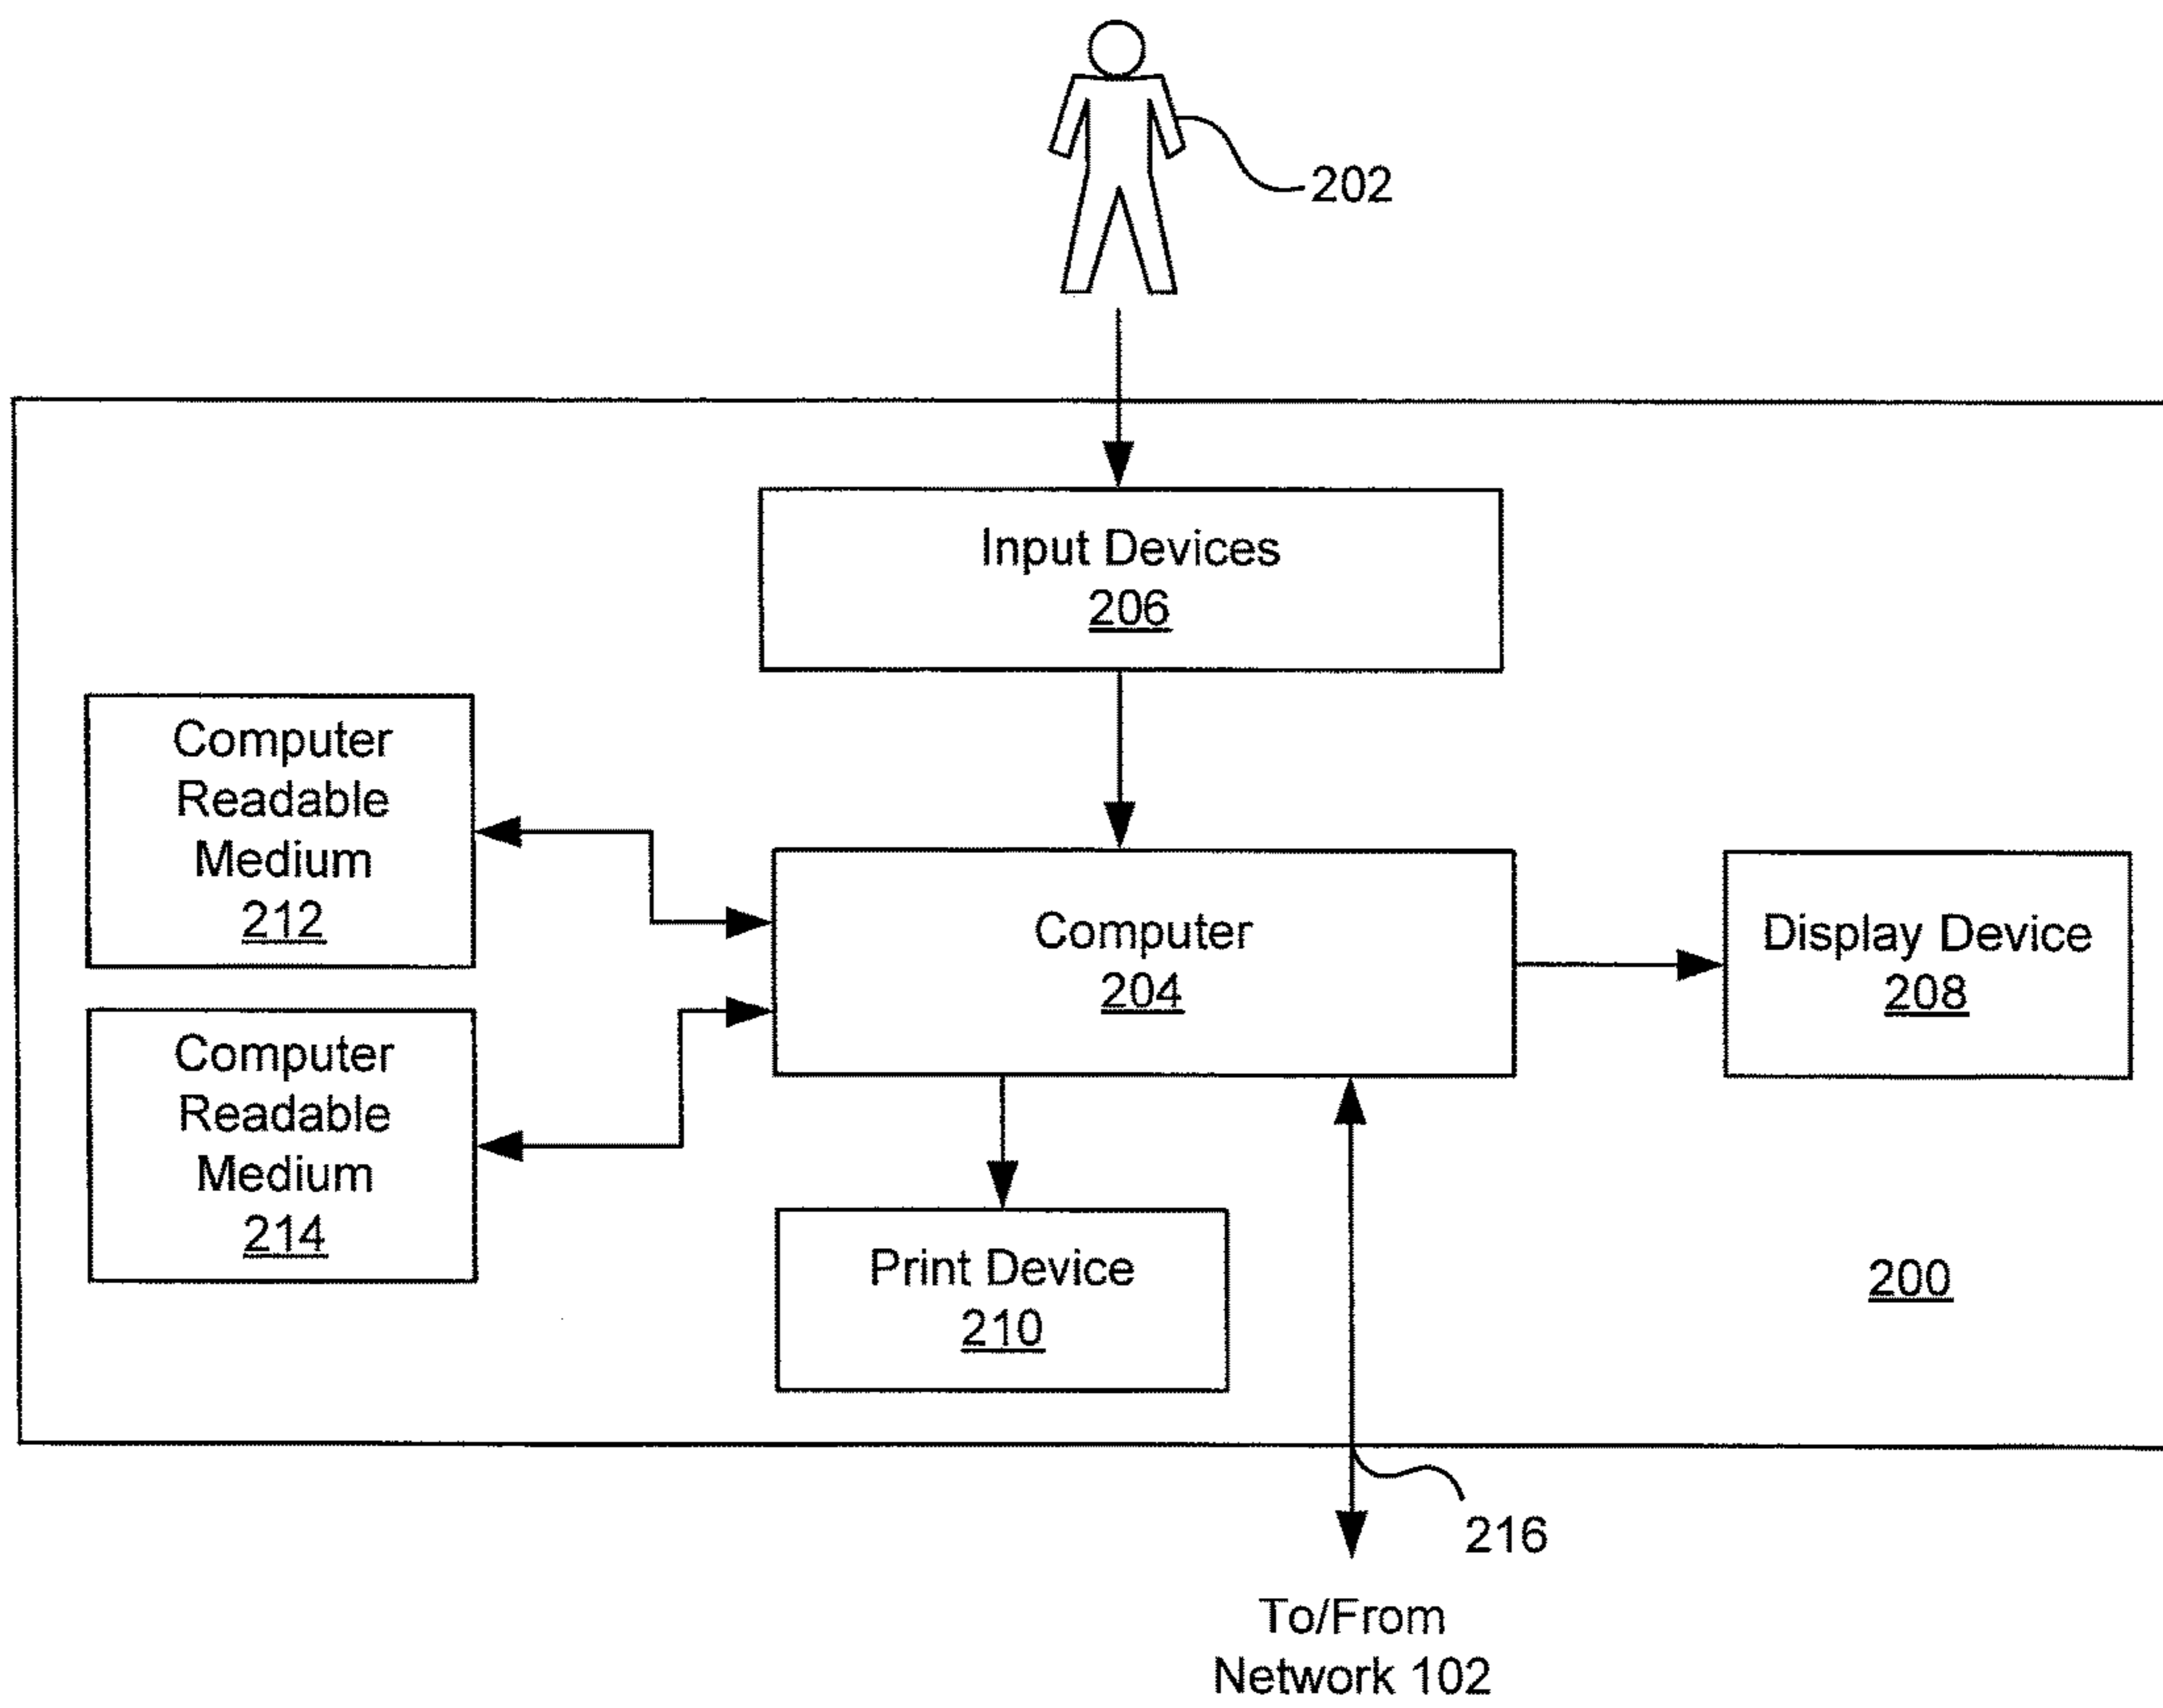 202
Input Devices
206
Computer
Readable
Medium
212
Computer
204
Display Device
208
Computer
Readable
Medium
214
Print Device
210
200
216
To/From
Network 102